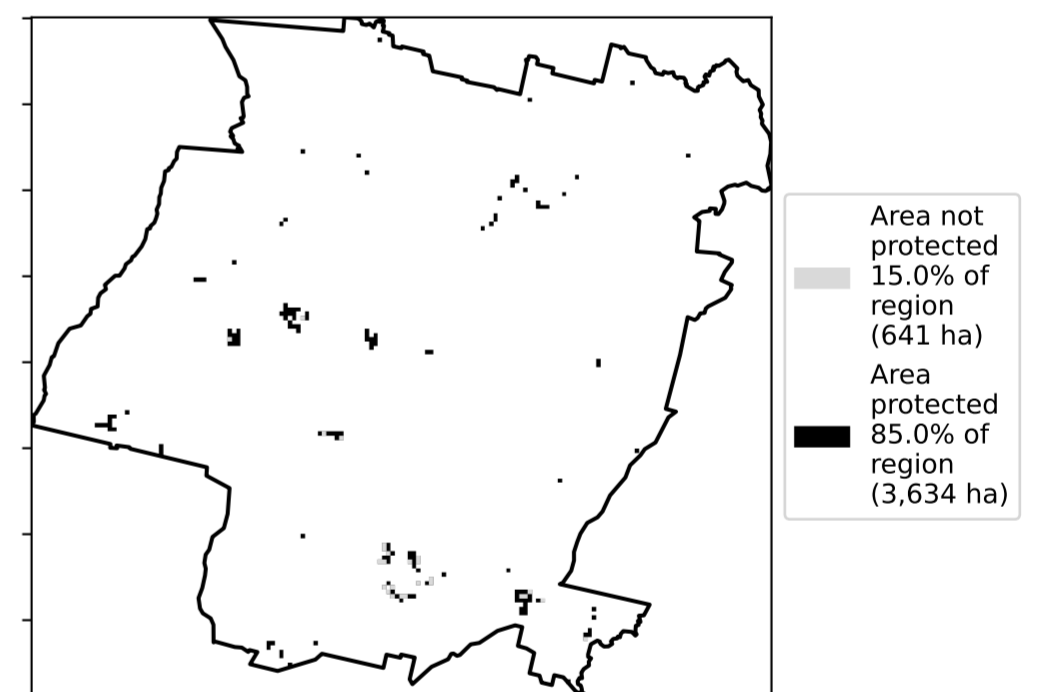 Area not
protected
15.0% of
region
(641 ha)
Area
protected
85.0% of
region
(3,634 ha)